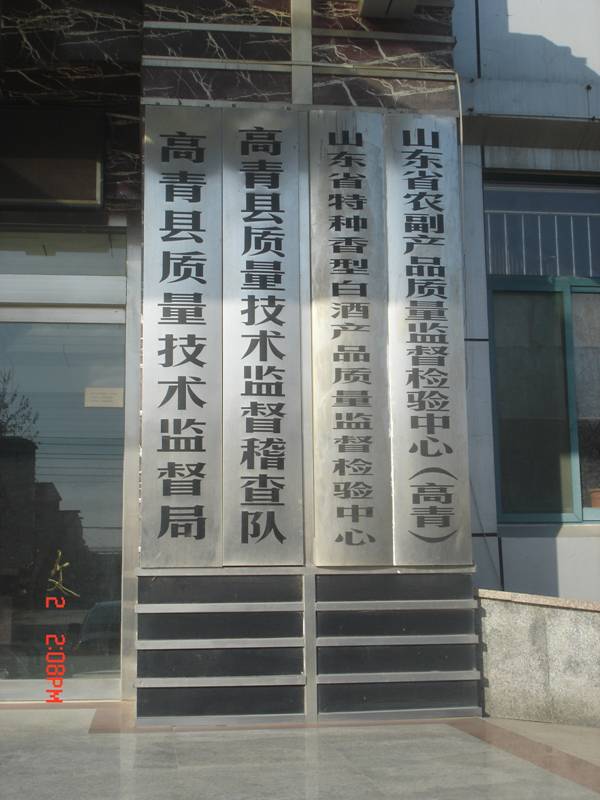 高青县质量技术监督局
高青县质量技术监督稽查队
山东省特种香型白酒产品质量监督检验中心
山东省农副产品质量监督检验中心(高青)
2 2:08PM